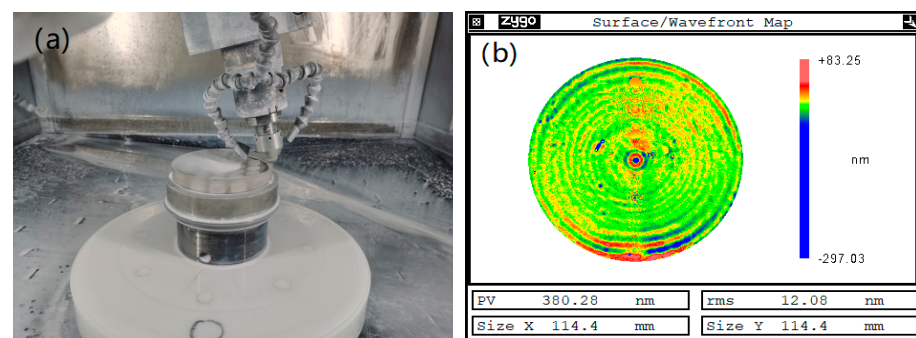 (a)
zygo Surface/Wavefront Map
(b)
+83.25
nm
-297.03
PV 380.28 nm
rms 12.08 nm
Size X 114.4 mm
Size Y 114.4 mm